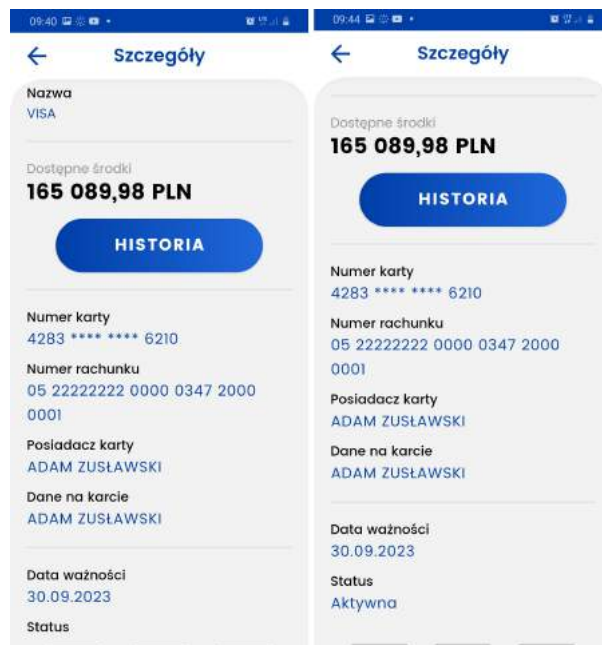 09:40
Szczegóły
Nazwa
VISA
Dostępne środki
165 089,98 PLN
HISTORIA
Numer karty
4283 **** **** 6210
Numer rachunku
05 22222222 0000 0347 2000
0001
Posiadacz karty
ADAM ZUSŁAWSKI
Dane na karcie
ADAM ZUSŁAWSKI
Data ważności
30.09.2023
Status
09:44
Szczegóły
Dostępne środki
165 089,98 PLN
HISTORIA
Numer karty
4283 **** **** 6210
Numer rachunku
05 22222222 0000 0347 2000
0001
Posiadacz karty
ADAM ZUSŁAWSKI
Dane na karcie
ADAM ZUSŁAWSKI
Data ważności
30.09.2023
Status
Aktywna